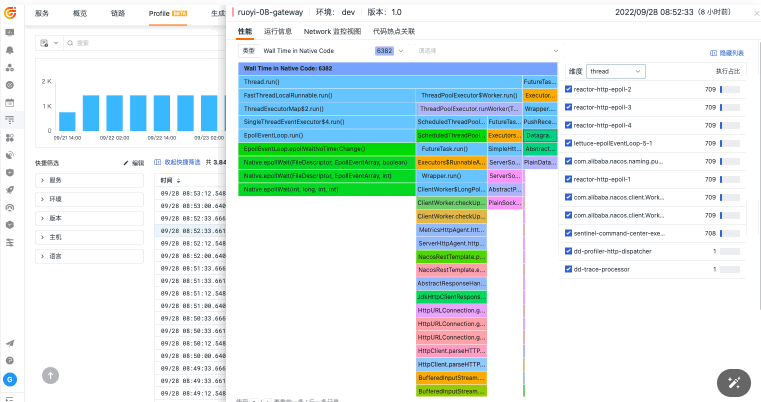 服务 概览 链路 Profile BETA
ruoyi-08-gateway 环境： dev 版本： 1.0 2022/09/28 08:52:33 (8 小时前)
性能 运行信息 Network 监控视图 代码热点关联
类型 Wall Time in Native Code 6382 请选择 隐藏列表
搜索
2 K
1 K
0
09/21 14:00 09/22 02:00 09/22 14:00 09/23 02:00
快捷筛选 编辑
服务
环境
版本
主机
语言
收起快捷筛选 共 3.84
时间
09/28 08:53:12.548
09/28 08:53:00.640
09/28 08:52:33.666
09/28 08:52:33.661
09/28 08:52:12.548
09/28 08:52:00.640
09/28 08:51:33.666
09/28 08:51:33.661
09/28 08:51:12.548
09/28 08:51:00.640
09/28 08:50:33.666
09/28 08:50:33.661
09/28 08:50:12.548
09/28 08:50:00.640
09/28 08:49:33.666
09/28 08:49:33.661
09/28 08:49:12.548
Wall Time in Native Code: 6382
Thread.run() FutureTas...
FastThreadLocalRunnable.run() ThreadPoolExecutor$Worker.run() Executor...
ThreadExecutorMap$2.run() ThreadPoolExecutor.runWorker(T... Wrapper....
SingleThreadEventExecutor$4.run() ScheduledThreadPool... FutureTas... PushRece...
EpollEventLoop.run() ScheduledThreadPool... Executors... Datagra...
EpollEventLoop.epollWaitNoTimerChange() FutureTask.run() SimpleHt... Abstract...
Native.epollWait(FileDescriptor, EpollEventArray, boolean) Executors$RunnableA... ServerSo... PlainData...
Native.epollWait(FileDescriptor, EpollEventArray, int) Wrapper.run() ServerSo...
Native.epollWait(int, long, int, int) ClientWorker$LongPol... AbstractP...
ClientWorker.checkUp... PlainSock...
ClientWorker.checkUp...
MetricsHttpAgent.htt...
ServerHttpAgent.htt...
NacosRestTemplate.p...
NacosRestTemplate.e...
AbstractResponseHan...
JdkHttpClientRespons...
HttpURLConnection.g...
HttpURLConnection.g...
HttpURLConnection.g...
HttpClient.parseHTTP...
HttpClient.parseHTTP...
BufferedInputStream....
BufferedInputStream....
维度 thread 执行占比
reactor-http-epoll-2 709
reactor-http-epoll-3 709
reactor-http-epoll-4 709
lettuce-epollEventLoop-5-1 709
com.alibaba.nacos.naming.pu... 709
reactor-http-epoll-1 709
com.alibaba.nacos.client.Work... 709
com.alibaba.nacos.client.Work... 709
sentinel-command-center-exe... 708
dd-profiler-http-dispatcher 1
dd-trace-processor 1
G